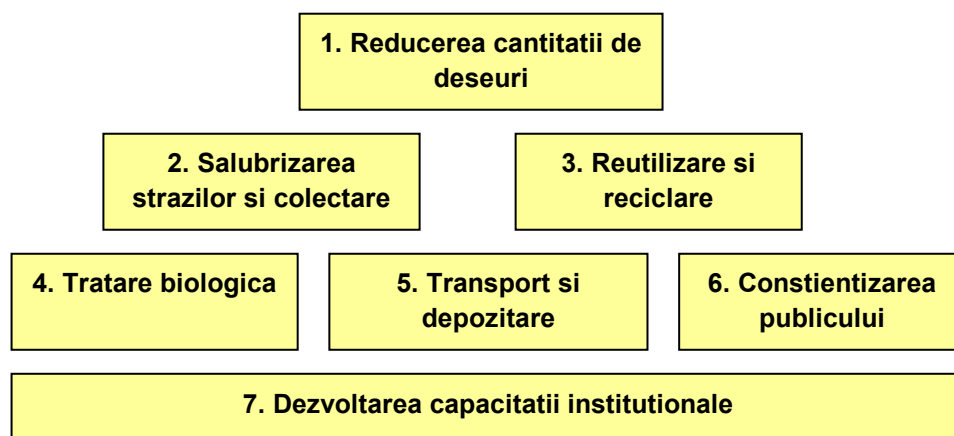 1. Reducerea cantitatii de
deseuri
2. Salubrizarea
strazilor si colectare
3. Reutilizare si
reciclare
4. Tratare biologica
5. Transport si
depozitare
6. Constientizarea
publicului
7. Dezvoltarea capacitatii institutionale